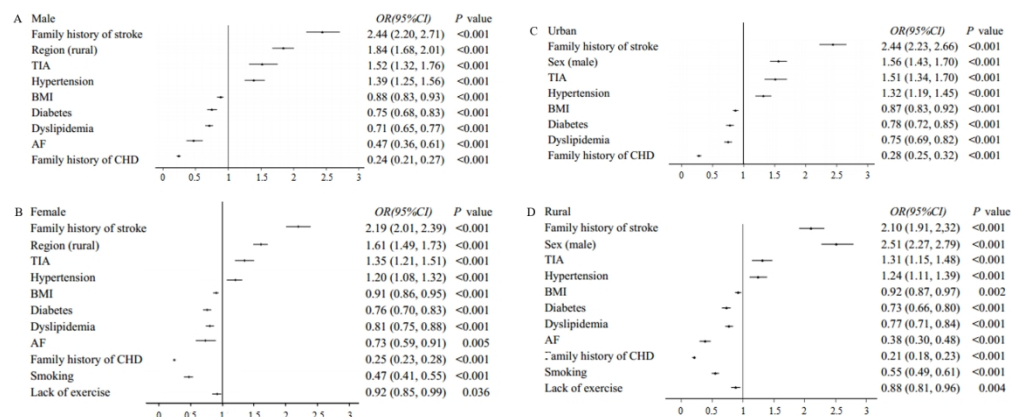 A Male OR(95%CI) P value
Family history of stroke 2.44 (2.20, 2.71) <0.001
Region (rural) 1.84 (1.68, 2.01) <0.001
TIA 1.52 (1.32, 1.76) <0.001
Hypertension 1.39 (1.25, 1.56) <0.001
BMI 0.88 (0.83, 0.93) <0.001
Diabetes 0.75 (0.68, 0.83) <0.001
Dyslipidemia 0.71 (0.65, 0.77) <0.001
AF 0.47 (0.36, 0.61) <0.001
Family history of CHD 0.24 (0.21, 0.27) <0.001
0 0.5 1 1.5 2 2.5 3
B Female OR(95%CI) P value
Family history of stroke 2.19 (2.01, 2.39) <0.001
Region (rural) 1.61 (1.49, 1.73) <0.001
TIA 1.35 (1.21, 1.51) <0.001
Hypertension 1.20 (1.08, 1.32) <0.001
BMI 0.91 (0.86, 0.95) <0.001
Diabetes 0.76 (0.70, 0.83) <0.001
Dyslipidemia 0.81 (0.75, 0.88) <0.001
AF 0.73 (0.59, 0.91) 0.005
Family history of CHD 0.25 (0.23, 0.28) <0.001
Smoking 0.47 (0.41, 0.55) <0.001
Lack of exercise 0.92 (0.85, 0.99) 0.036
0 0.5 1 1.5 2 2.5 3
C Urban OR(95%CI) P value
Family history of stroke 2.44 (2.23, 2.66) <0.001
Sex (male) 1.56 (1.43, 1.70) <0.001
TIA 1.51 (1.34, 1.70) <0.001
Hypertension 1.32 (1.19, 1.45) <0.001
BMI 0.87 (0.83, 0.92) <0.001
Diabetes 0.78 (0.72, 0.85) <0.001
Dyslipidemia 0.75 (0.69, 0.82) <0.001
Family history of CHD 0.28 (0.25, 0.32) <0.001
0 0.5 1 1.5 2 2.5 3
D Rural OR(95%CI) P value
Family history of stroke 2.10 (1.91, 2,32) <0.001
Sex (male) 2.51 (2.27, 2.79) <0.001
TIA 1.31 (1.15, 1.48) <0.001
Hypertension 1.24 (1.11, 1.39) <0.001
BMI 0.92 (0.87, 0.97) 0.002
Diabetes 0.73 (0.66, 0.80) <0.001
Dyslipidemia 0.77 (0.71, 0.84) <0.001
AF 0.38 (0.30, 0.48) <0.001
Family history of CHD 0.21 (0.18, 0.23) <0.001
Smoking 0.55 (0.49, 0.61) <0.001
Lack of exercise 0.88 (0.81, 0.96) 0.004
0 0.5 1 1.5 2 2.5 3